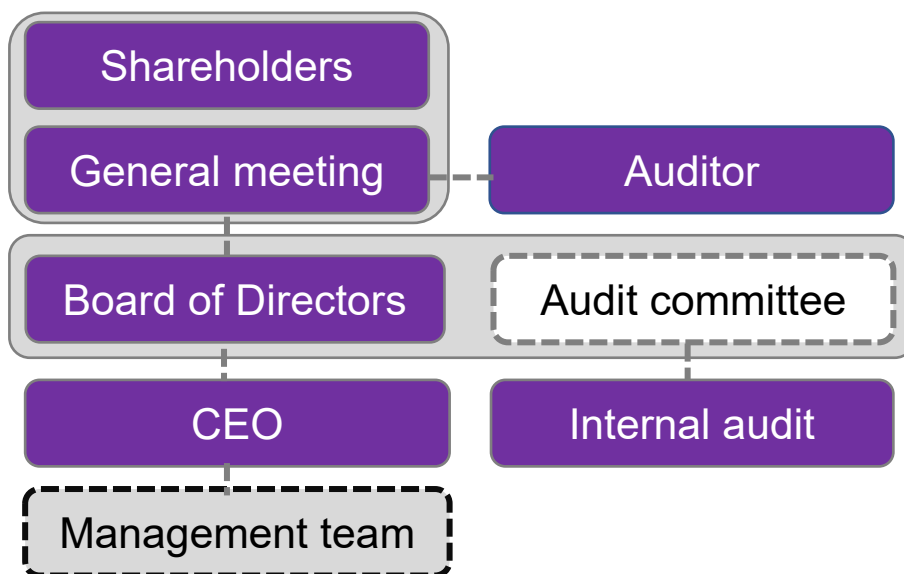 Shareholders
General meeting
Auditor
Board of Directors
Audit committee
CEO
Internal audit
Management team